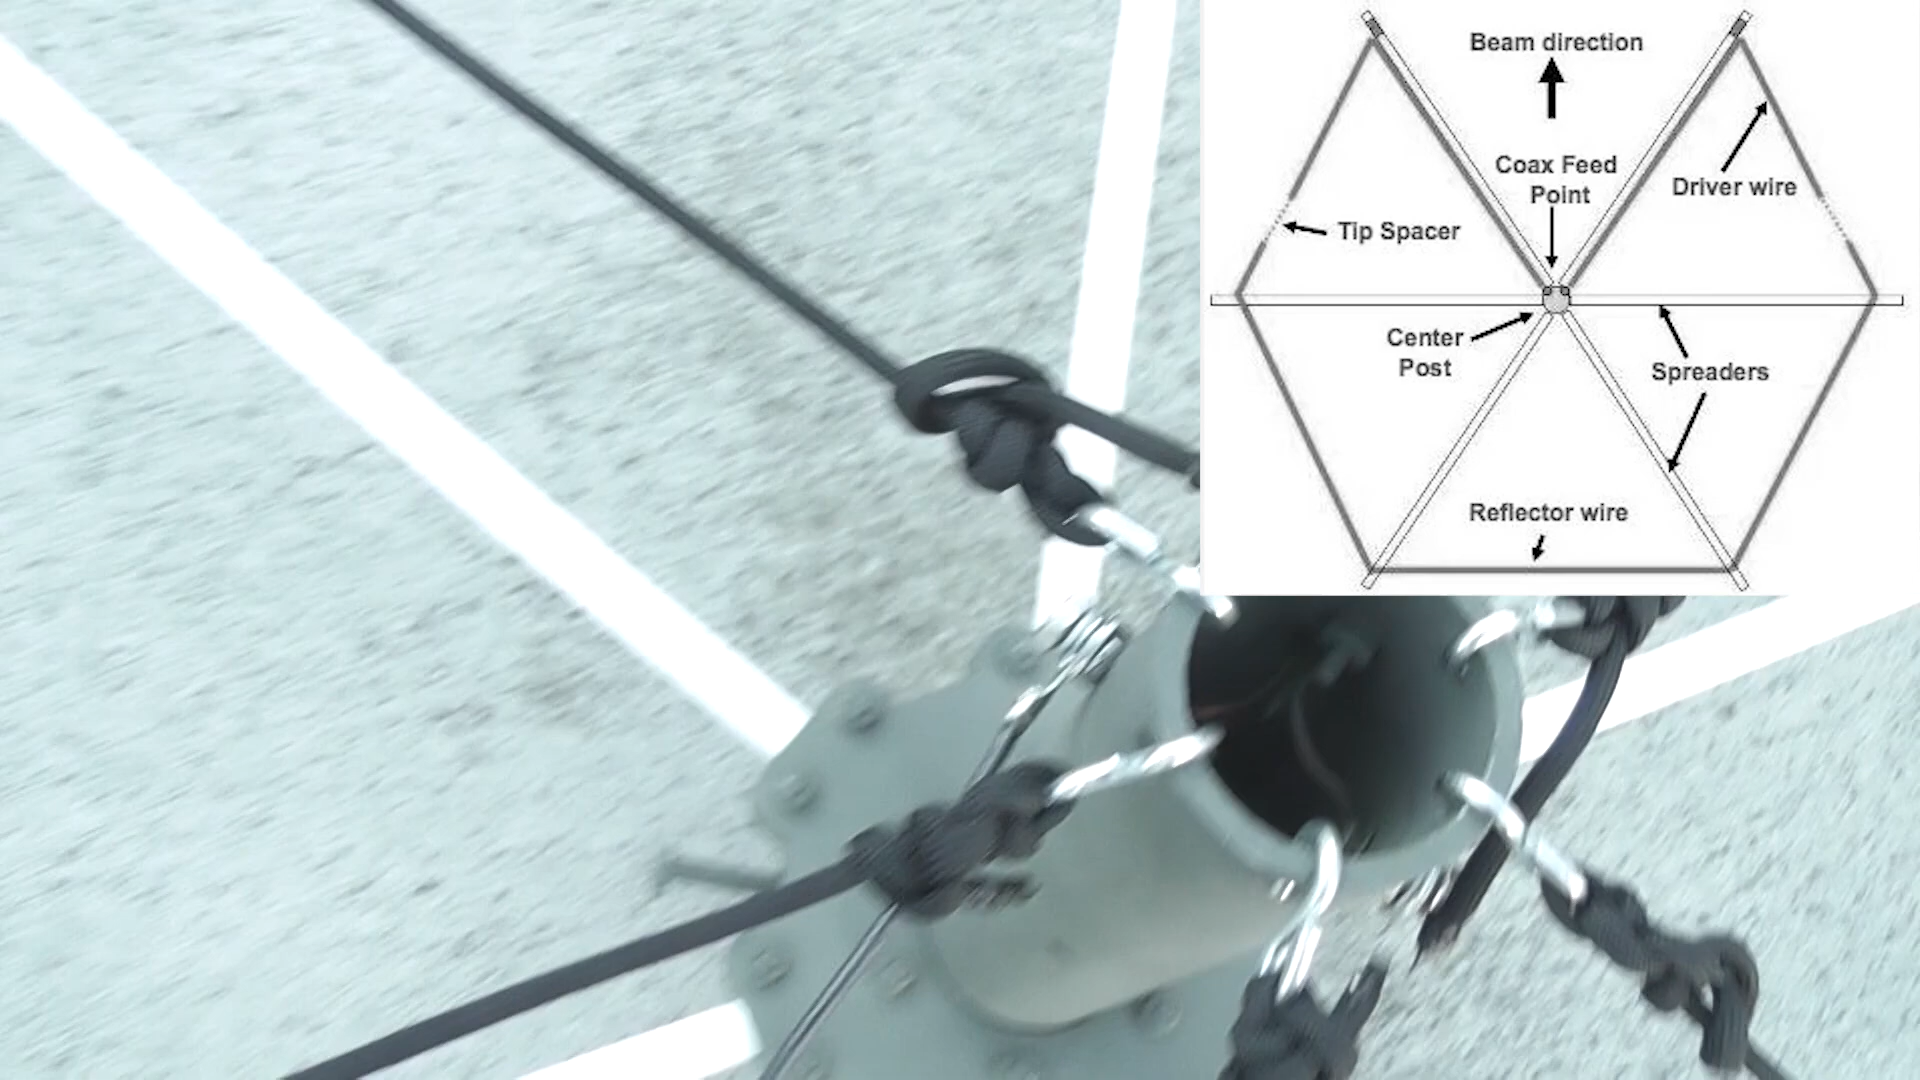 Beam direction
Coax Feed
Point
Driver wire
Tip Spacer
Center
Post
Spreaders
Reflector wire